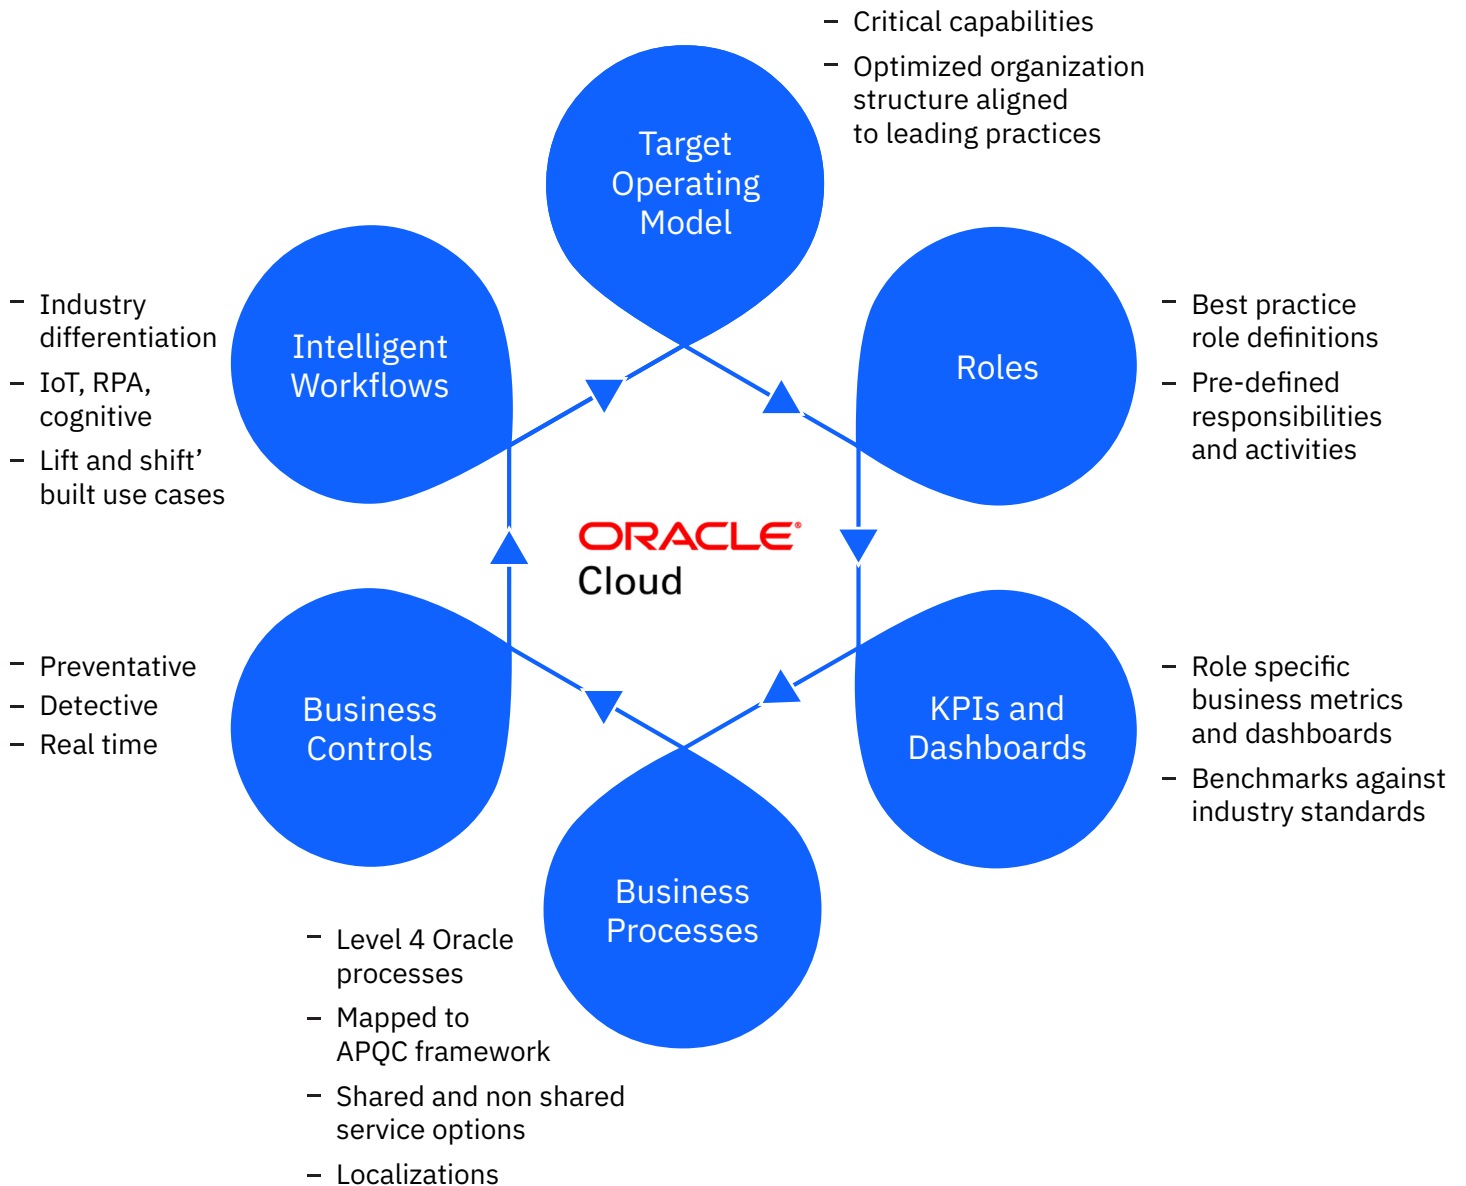 – Critical capabilities
– Optimized organization
structure aligned
to leading practices
Target
Operating
Model
Roles
– Best practice
role definitions
– Pre-defined
responsibilities
and activities
KPIs and
Dashboards
– Role specific
business metrics
and dashboards
– Benchmarks against
industry standards
Business
Processes
– Level 4 Oracle
processes
– Mapped to
APQC framework
– Shared and non shared
service options
– Localizations
Business
Controls
– Preventative
– Detective
– Real time
Intelligent
Workflows
– Industry
differentiation
– IoT, RPA,
cognitive
– Lift and shift’
built use cases
ORACLE®
Cloud